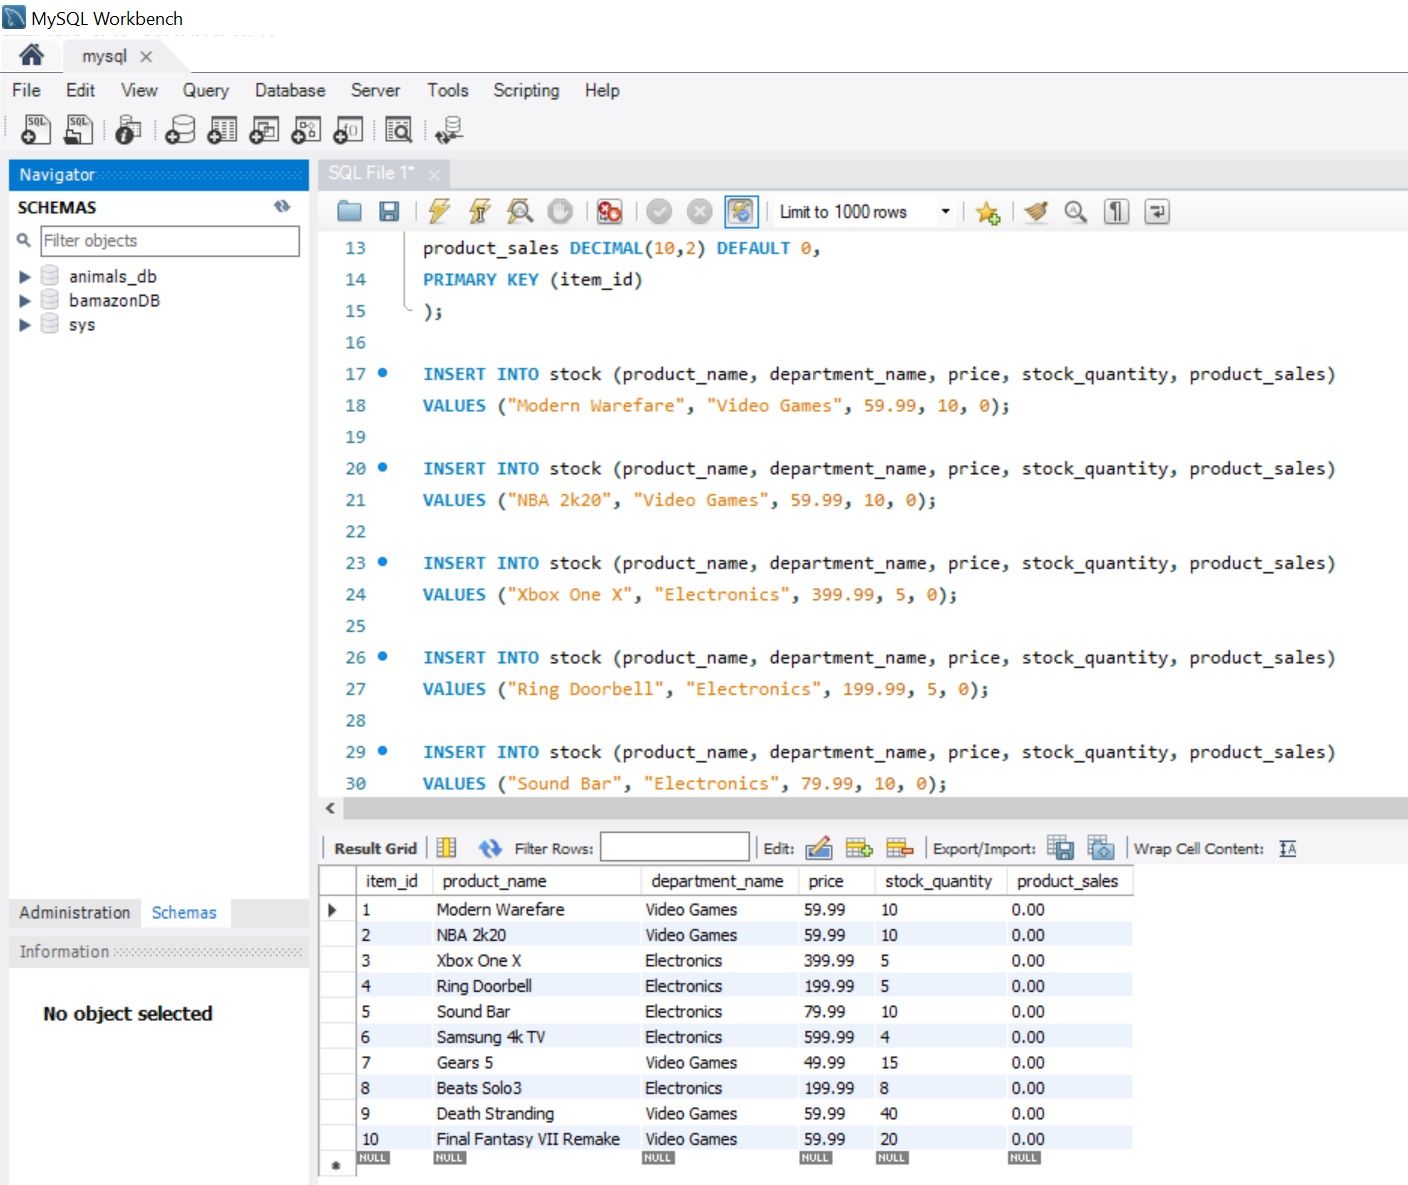 MySQL Workbench
mysql
File Edit View Query Database Server Tools Scripting Help
SQL SQL
Navigator
SCHEMAS
Filter objects
animals_db
bamazonDB
sys
Administration Schemas
Information
No object selected
SQL File 1*
Limit to 1000 rows
13 product_sales DECIMAL(10,2) DEFAULT 0,
14 PRIMARY KEY (item_id)
15 );
16
17 INSERT INTO stock (product_name, department_name, price, stock_quantity, product_sales)
18 VALUES ("Modern Warefare", "Video Games", 59.99, 10, 0);
19
20 INSERT INTO stock (product_name, department_name, price, stock_quantity, product_sales)
21 VALUES ("NBA 2k20", "Video Games", 59.99, 10, 0);
22
23 INSERT INTO stock (product_name, department_name, price, stock_quantity, product_sales)
24 VALUES ("Xbox One X", "Electronics", 399.99, 5, 0);
25
26 INSERT INTO stock (product_name, department_name, price, stock_quantity, product_sales)
27 VAlUES ("Ring Doorbell", "Electronics", 199.99, 5, 0);
28
29 INSERT INTO stock (product_name, department_name, price, stock_quantity, product_sales)
30 VALUES ("Sound Bar", "Electronics", 79.99, 10, 0);
Result Grid Filter Rows: Edit: Export/Import: Wrap Cell Content: IA
item_id product_name department_name price stock_quantity product_sales
1 Modern Warefare Video Games 59.99 10 0.00
2 NBA 2k20 Video Games 59.99 10 0.00
3 Xbox One X Electronics 399.99 5 0.00
4 Ring Doorbell Electronics 199.99 5 0.00
5 Sound Bar Electronics 79.99 10 0.00
6 Samsung 4k TV Electronics 599.99 4 0.00
7 Gears 5 Video Games 49.99 15 0.00
8 Beats Solo3 Electronics 199.99 8 0.00
9 Death Stranding Video Games 59.99 40 0.00
10 Final Fantasy VII Remake Video Games 59.99 20 0.00
NULL NULL NULL NULL NULL NULL